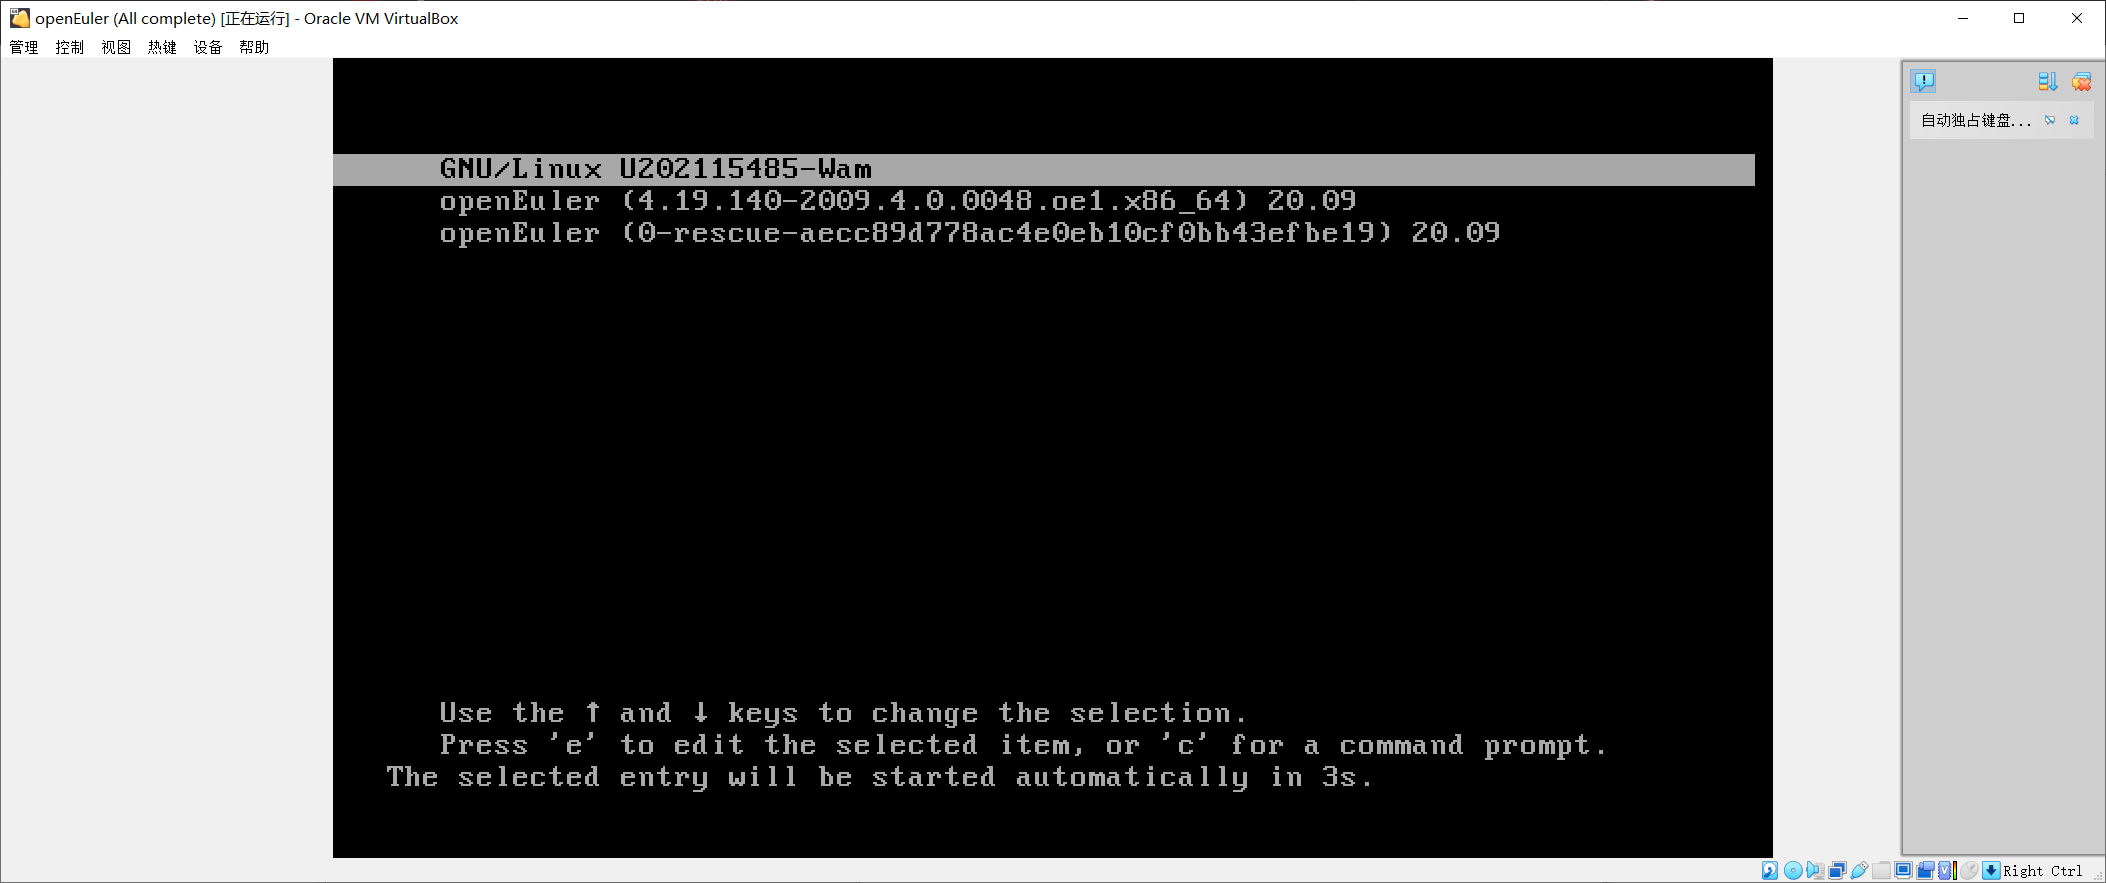 openEuler (All complete) [正在运行] - Oracle VM VirtualBox
管理 控制 视图 热键 设备 帮助
自动独占键盘...
GNU/Linux U202115485-Wam
openEuler (4.19.140-2009.4.0.0048.oe1.x86_64) 20.09
openEuler (0-rescue-aecc89d778ac4e0eb10cf0bb43efbe19) 20.09
Use the ↑ and ↓ keys to change the selection.
Press 'e' to edit the selected item, or 'c' for a command prompt.
The selected entry will be started automatically in 3s.
Right Ctrl